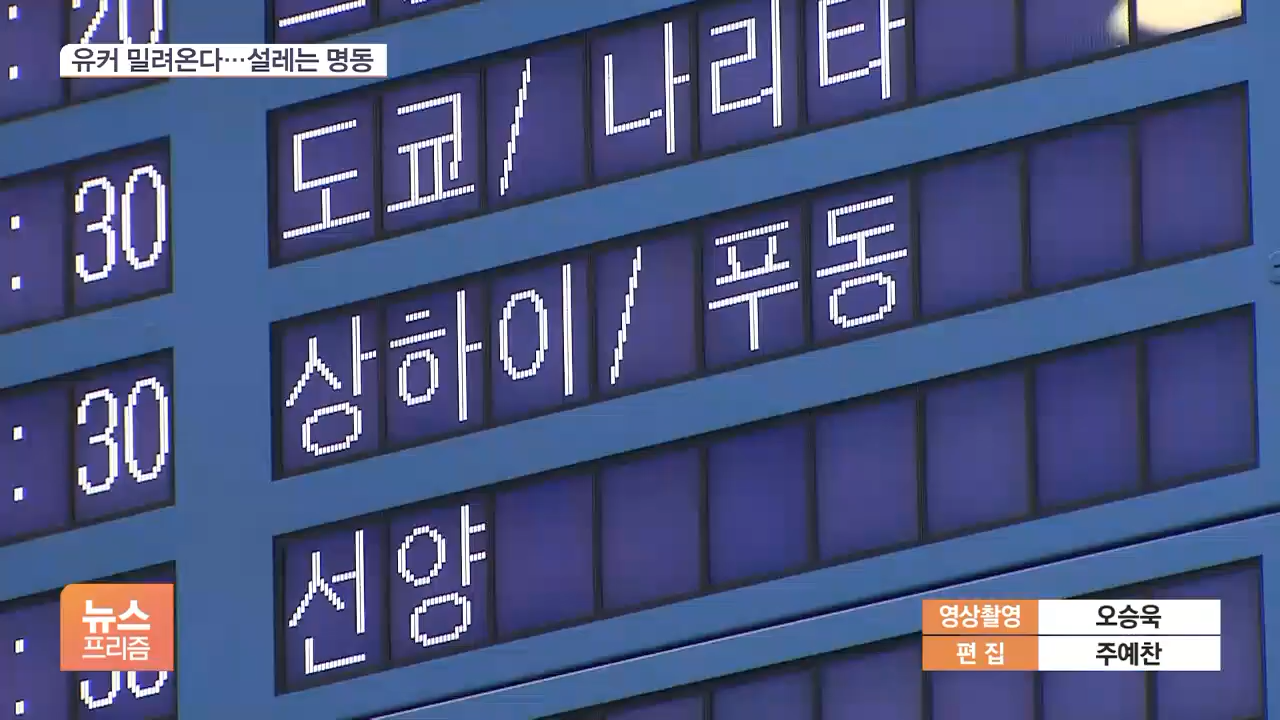 유커 밀려온다…설레는 명동
: 20
도쿄/ 나리타
: 30
상하이/ 푸동
: 30
선양
: 30
뉴스
프리즘
영상촬영 오승욱
편 집 주예찬